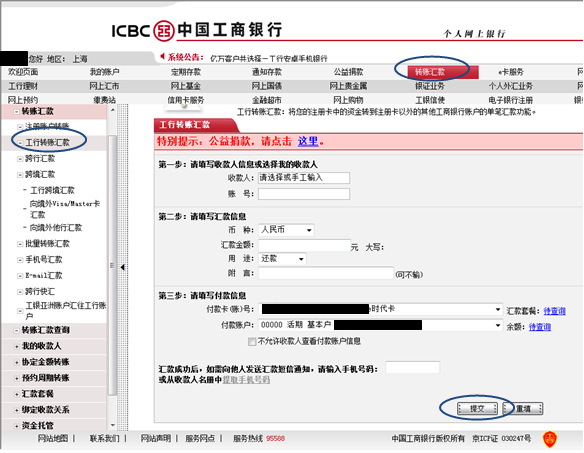 ICBC 中国工商银行
个人网上银行
您好 地区： 上海
系统公告： 亿万客户共选择－工行安卓手机银行
欢迎页面 我的账户 定期存款 通知存款 公益捐款 转账汇款 e卡服务
工行理财 网上汇市 网上基金 网上国债 网上贵金属 银证业务 个人外汇业务
网上预约 缴费站 信用卡服务 金融超市 网上购物 工银信使 电子银行注册
转账汇款
注册账户转账
工行转账汇款
跨行汇款
跨境汇款
工行跨境汇款
向境外Visa/Master卡
汇款
向境外他行汇款
批量转账汇款
手机号汇款
E-mail汇款
跨行快汇
工银亚洲账户汇往工行账
户
转账汇款查询
我的收款人
协定金额转账
预约周期转账
汇款套餐
绑定收款关系
资金托管
工行转账汇款：将您的注册卡中的资金转到注册卡以外的其他工商银行账户的单笔汇款功能。
工行转账汇款
特别提示：公益捐款，请点击 这里。
第一步：请填写收款人信息或选择我的收款人
收款人： 请选择或手工输入
账 号：
第二步：请填写汇款信息
币 种： 人民币
汇款金额： 元 大写：
用 途： 还款
附 言： (可不输)
第三步：请填写付款信息
付款卡(账)号： e时代卡 汇款套餐：待查询
付款账户： 00000 活期 基本户 余额：待查询
不允许收款人查看付款账户信息
汇款成功后，如需向他人发送汇款短信通知，请输入手机号码：
或从收款人名册中提取手机号码
提交 重填
网站地图 | 联系我们 | 网站声明 | 服务网点 | 服务热线 95588 中国工商银行版权所有 京ICP证 030247号